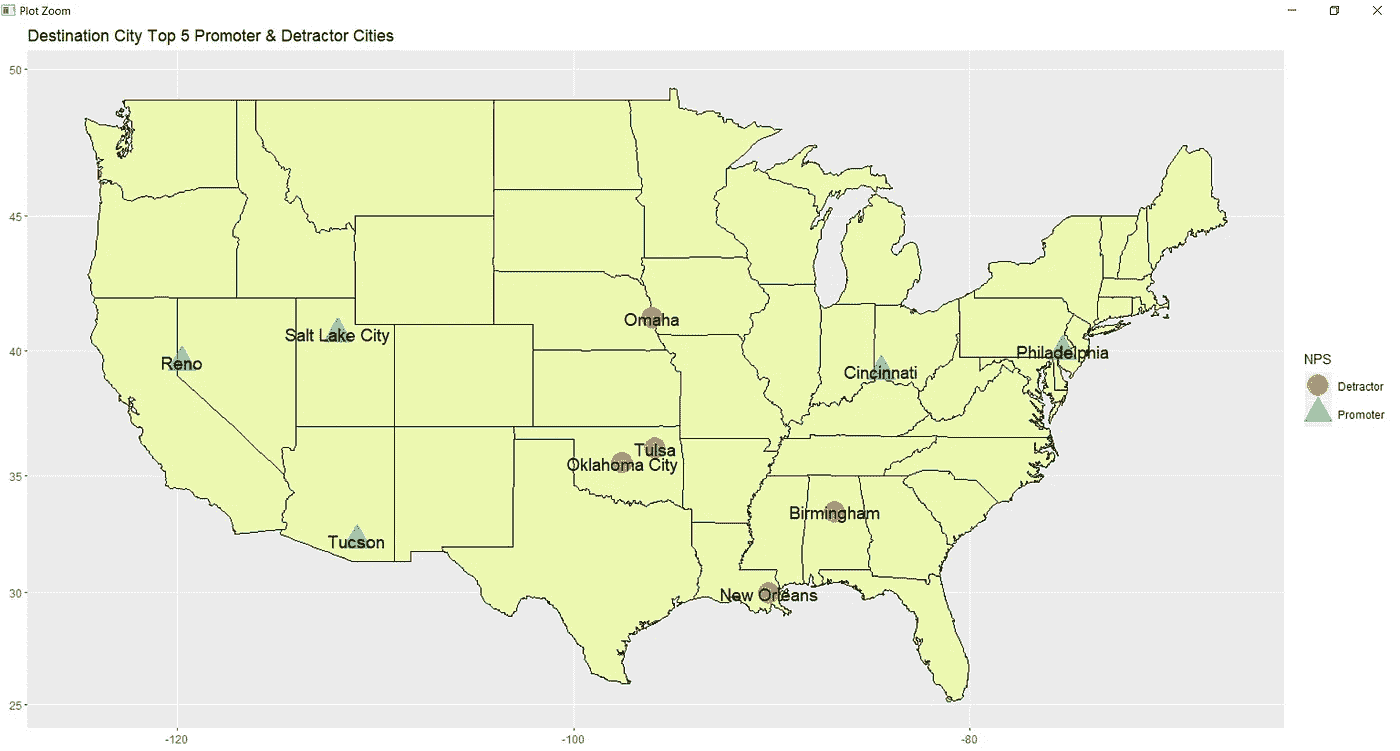 Plot Zoom
Destination City Top 5 Promoter & Detractor Cities
50
45
40
35
30
25
Omaha
Salt Lake City
Reno
Philadelphia
Cincinnati
Tulsa
Oklahoma City
Birmingham
Tucson
New Orleans
NPS
Detractor
Promoter
-120
-100
-80